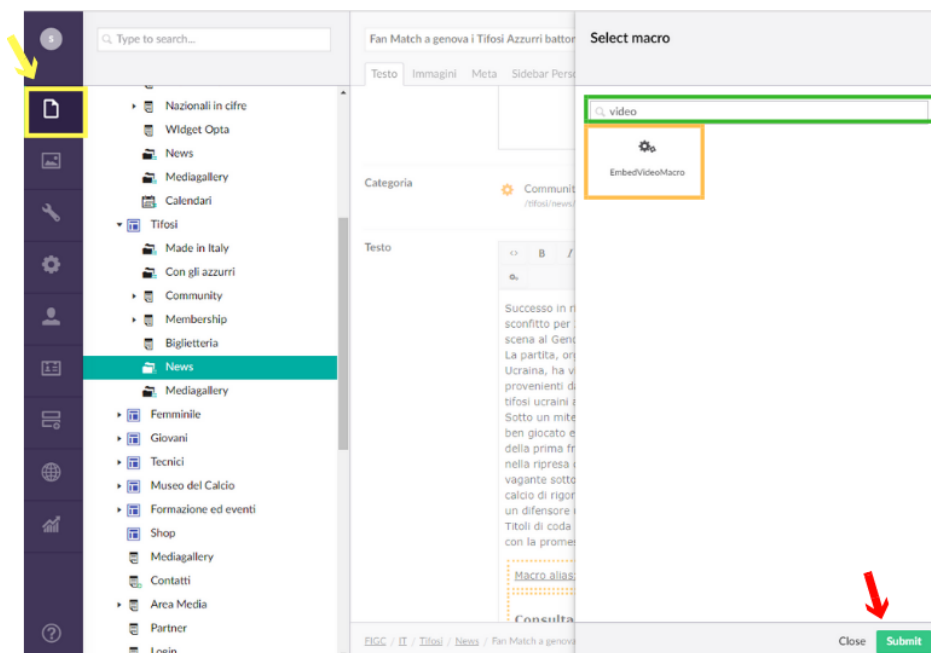 S
Type to search...
Nazionali in cifre
WIdget Opta
News
Mediagallery
Calendari
Tifosi
Made in Italy
Con gli azzurri
Community
Membership
Biglietteria
News
Mediagallery
Femminile
Giovani
Tecnici
Museo del Calcio
Formazione ed eventi
Shop
Mediagallery
Contatti
Area Media
Partner
Login
Fan Match a genova i Tifosi Azzurri batton
Testo Immagini Meta Sidebar Pers
Categoria
Communit
/tifosi/news/
Testo
B I
Successo in
sconfitto per
scena al Gen
La partita, or
Ucraina, ha v
provenienti d
tifosi ucraini a
Sotto un mite
ben giocato e
della prima fr
nella ripresa
vagante sotto
calcio di rigor
un difensore
Titoli di coda
con la prome
Macro alias:
Consulta
FIGC / IT / Tifosi / News / Fan Match a genova
Select macro
video
EmbedVideoMacro
Close Submit